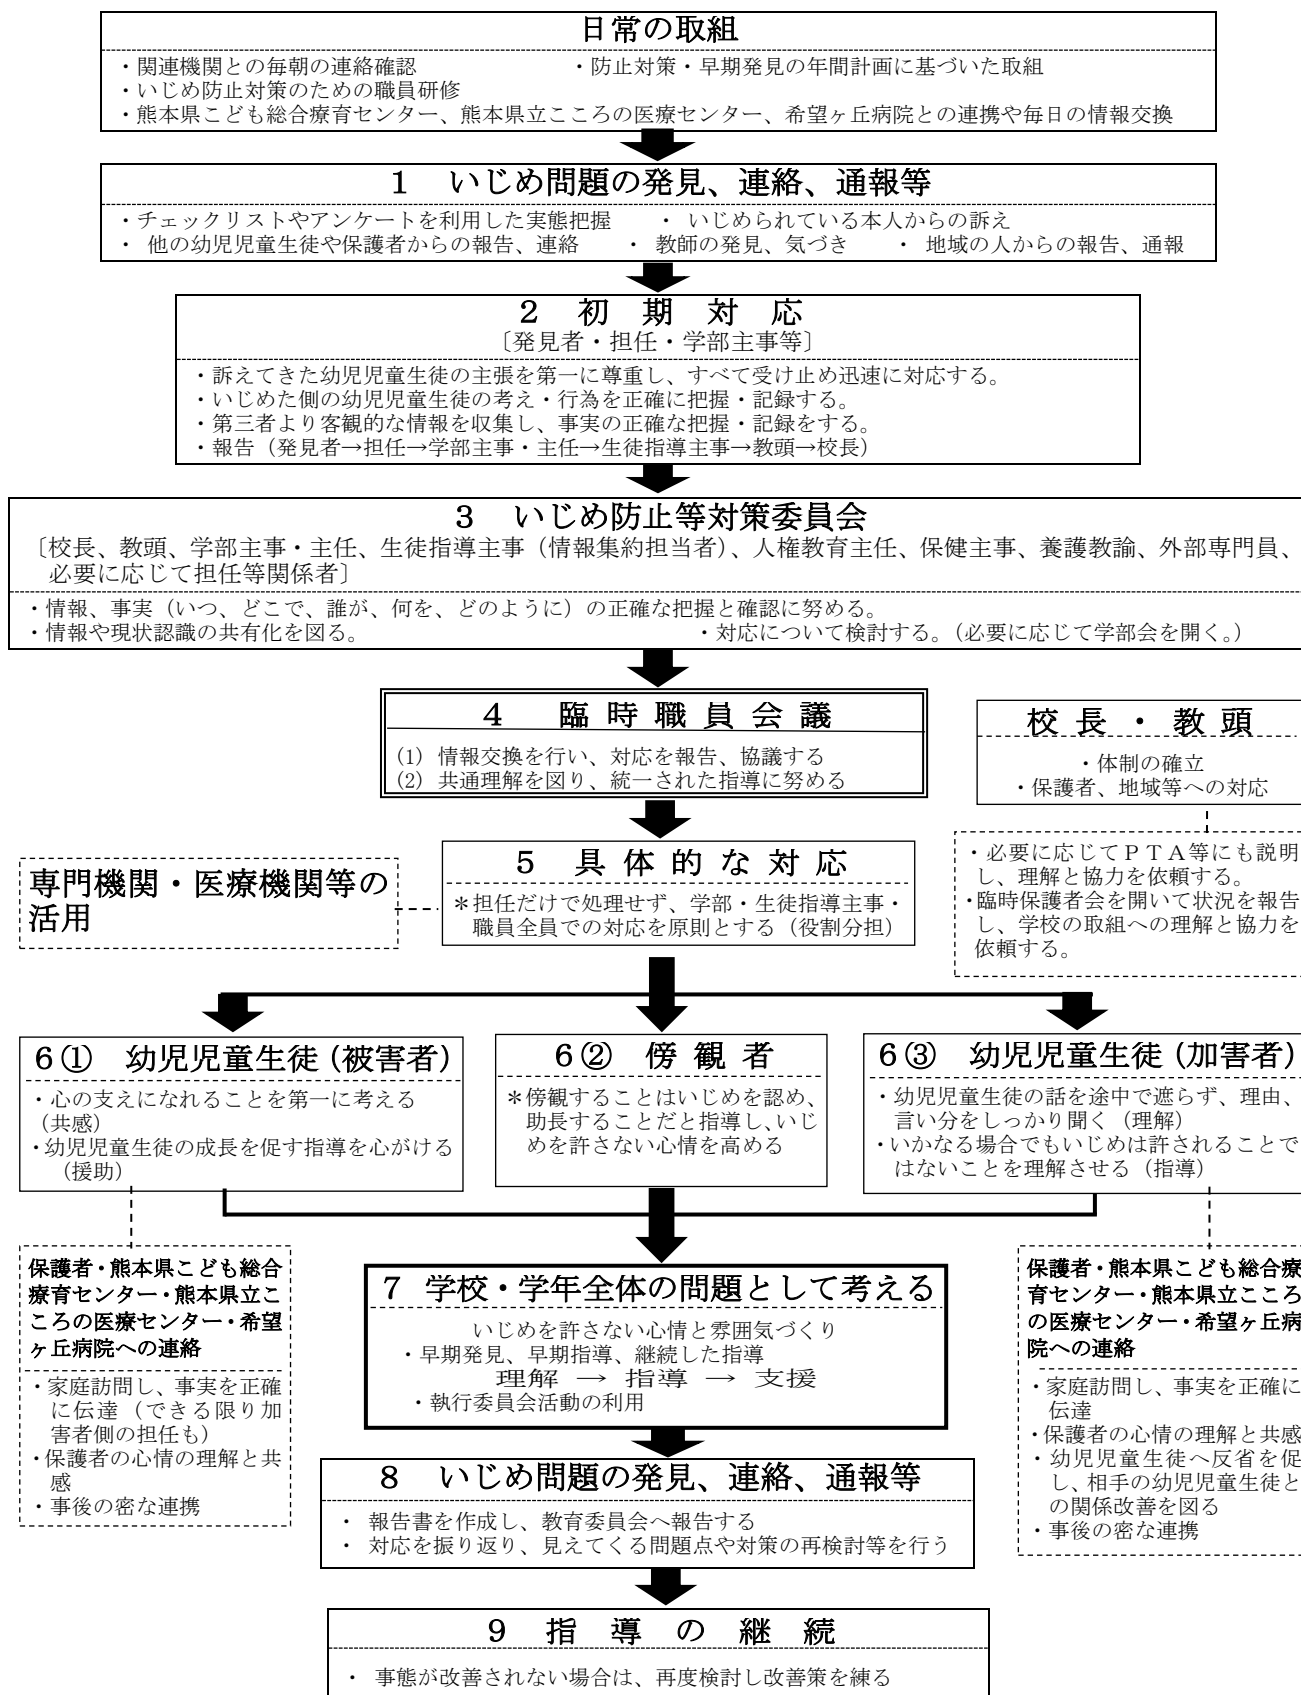 日常の取組
・関連機関との毎朝の連絡確認　・防止対策・早期発見の年間計画に基づいた取組
・いじめ防止対策のための職員研修
・熊本県こども総合療育センター、熊本県立こころの医療センター、希望ヶ丘病院との連携や毎日の情報交換
１　いじめ問題の発見、連絡、通報等
・チェックリストやアンケートを利用した実態把握　・ いじめられている本人からの訴え
・ 他の幼児児童生徒や保護者からの報告、連絡　・ 教師の発見、気づき　・ 地域の人からの報告、通報
２　初　期　対　応
〔発見者・担任・学部主事等〕
・訴えてきた幼児児童生徒の主張を第一に尊重し、すべて受け止め迅速に対応する。
・いじめた側の幼児児童生徒の考え・行為を正確に把握・記録する。
・第三者より客観的な情報を収集し、事実の正確な把握・記録をする。
・報告（発見者→担任→学部主事・主任→生徒指導主事→教頭→校長）
３　いじめ防止等対策委員会
〔校長、教頭、学部主事・主任、生徒指導主事（情報集約担当者）、人権教育主任、保健主事、養護教諭、外部専門員、
必要に応じて担任等関係者〕
・情報、事実（いつ、どこで、誰が、何を、どのように）の正確な把握と確認に努める。
・情報や現状認識の共有化を図る。　・対応について検討する。（必要に応じて学部会を開く。）
４　臨 時 職 員 会 議
(1) 情報交換を行い、対応を報告、協議する
(2) 共通理解を図り、統一された指導に努める
校 長 ・ 教 頭
・体制の確立
・保護者、地域等への対応
・必要に応じてＰＴＡ等にも説明
し、理解と協力を依頼する。
・臨時保護者会を開いて状況を報告
し、学校の取組への理解と協力を
依頼する。
専門機関・医療機関等の
活用
５　具 体 的 な 対 応
＊担任だけで処理せず、学部・生徒指導主事・
職員全員での対応を原則とする（役割分担）
６①　幼児児童生徒（被害者）
・心の支えになれることを第一に考える
（共感）
・幼児児童生徒の成長を促す指導を心がける
（援助）
６②　傍 観 者
＊傍観することはいじめを認め、
助長することだと指導し、いじ
めを許さない心情を高める
６③　幼児児童生徒（加害者）
・幼児児童生徒の話を途中で遮らず、理由、
言い分をしっかり聞く（理解）
・いかなる場合でもいじめは許されることで
はないことを理解させる（指導）
保護者・熊本県こども総合
療育センター・熊本県立こ
ころの医療センター・希望
ヶ丘病院への連絡
・家庭訪問し、事実を正確
に伝達（できる限り加
害者側の担任も）
・保護者の心情の理解と共
感
・事後の密な連携
７ 学校・学年全体の問題として考える
いじめを許さない心情と雰囲気づくり
・早期発見、早期指導、継続した指導
理解 → 指導 → 支援
・執行委員会活動の利用
保護者・熊本県こども総合療
育センター・熊本県立こころ
の医療センター・希望ヶ丘病
院への連絡
・家庭訪問し、事実を正確に
伝達
・保護者の心情の理解と共感
・幼児児童生徒へ反省を促
し、相手の幼児児童生徒と
の関係改善を図る
・事後の密な連携
８　いじめ問題の発見、連絡、通報等
・ 報告書を作成し、教育委員会へ報告する
・ 対応を振り返り、見えてくる問題点や対策の再検討等を行う
９　指　導　の　継　続
・ 事態が改善されない場合は、再度検討し改善策を練る